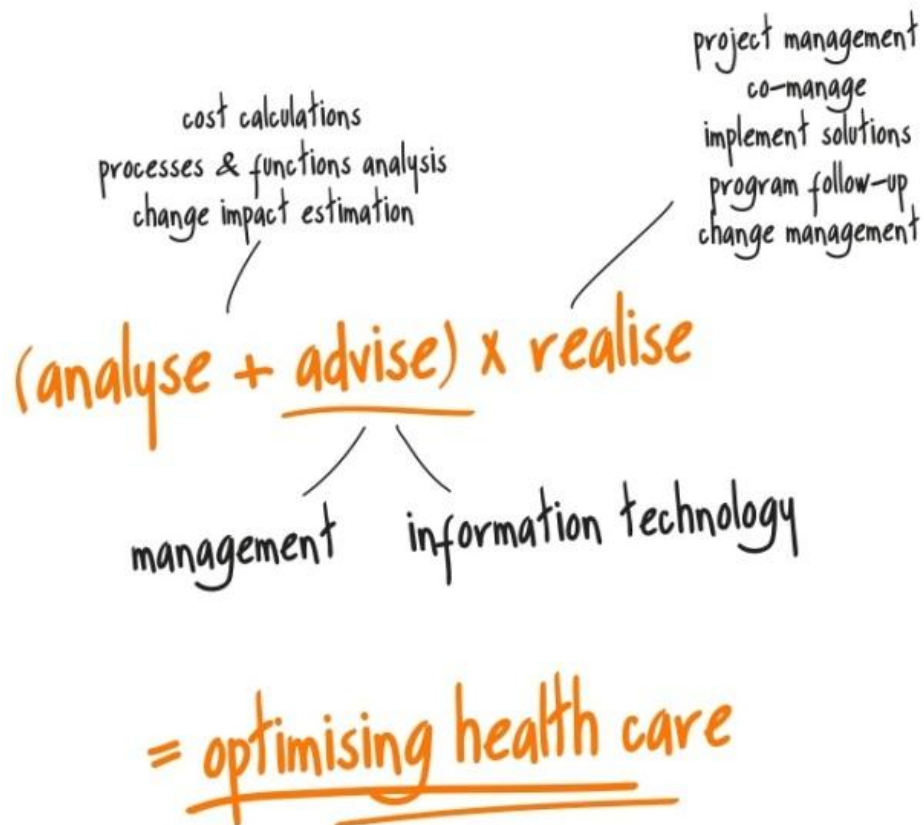 project management
co-manage
implement solutions
program follow-up
change management
cost calculations
processes & functions analysis
change impact estimation
(analyse + advise) x realise
management
information technology
= optimising health care